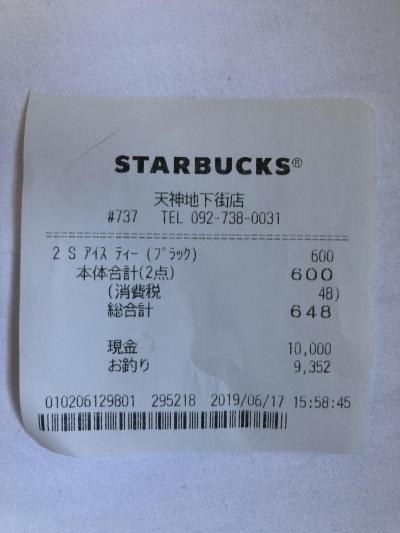 STARBUCKS®
天神地下街店
#737 TEL 092-738-0031
2 S ｱｲｽ ﾃｨｰ (ﾌﾞﾗｯｸ) 600
本体合計(2点) 600
(消費税 48)
総合計 648
現金 10,000
お釣り 9,352
010206129801 295218 2019/06/17 15:58:45